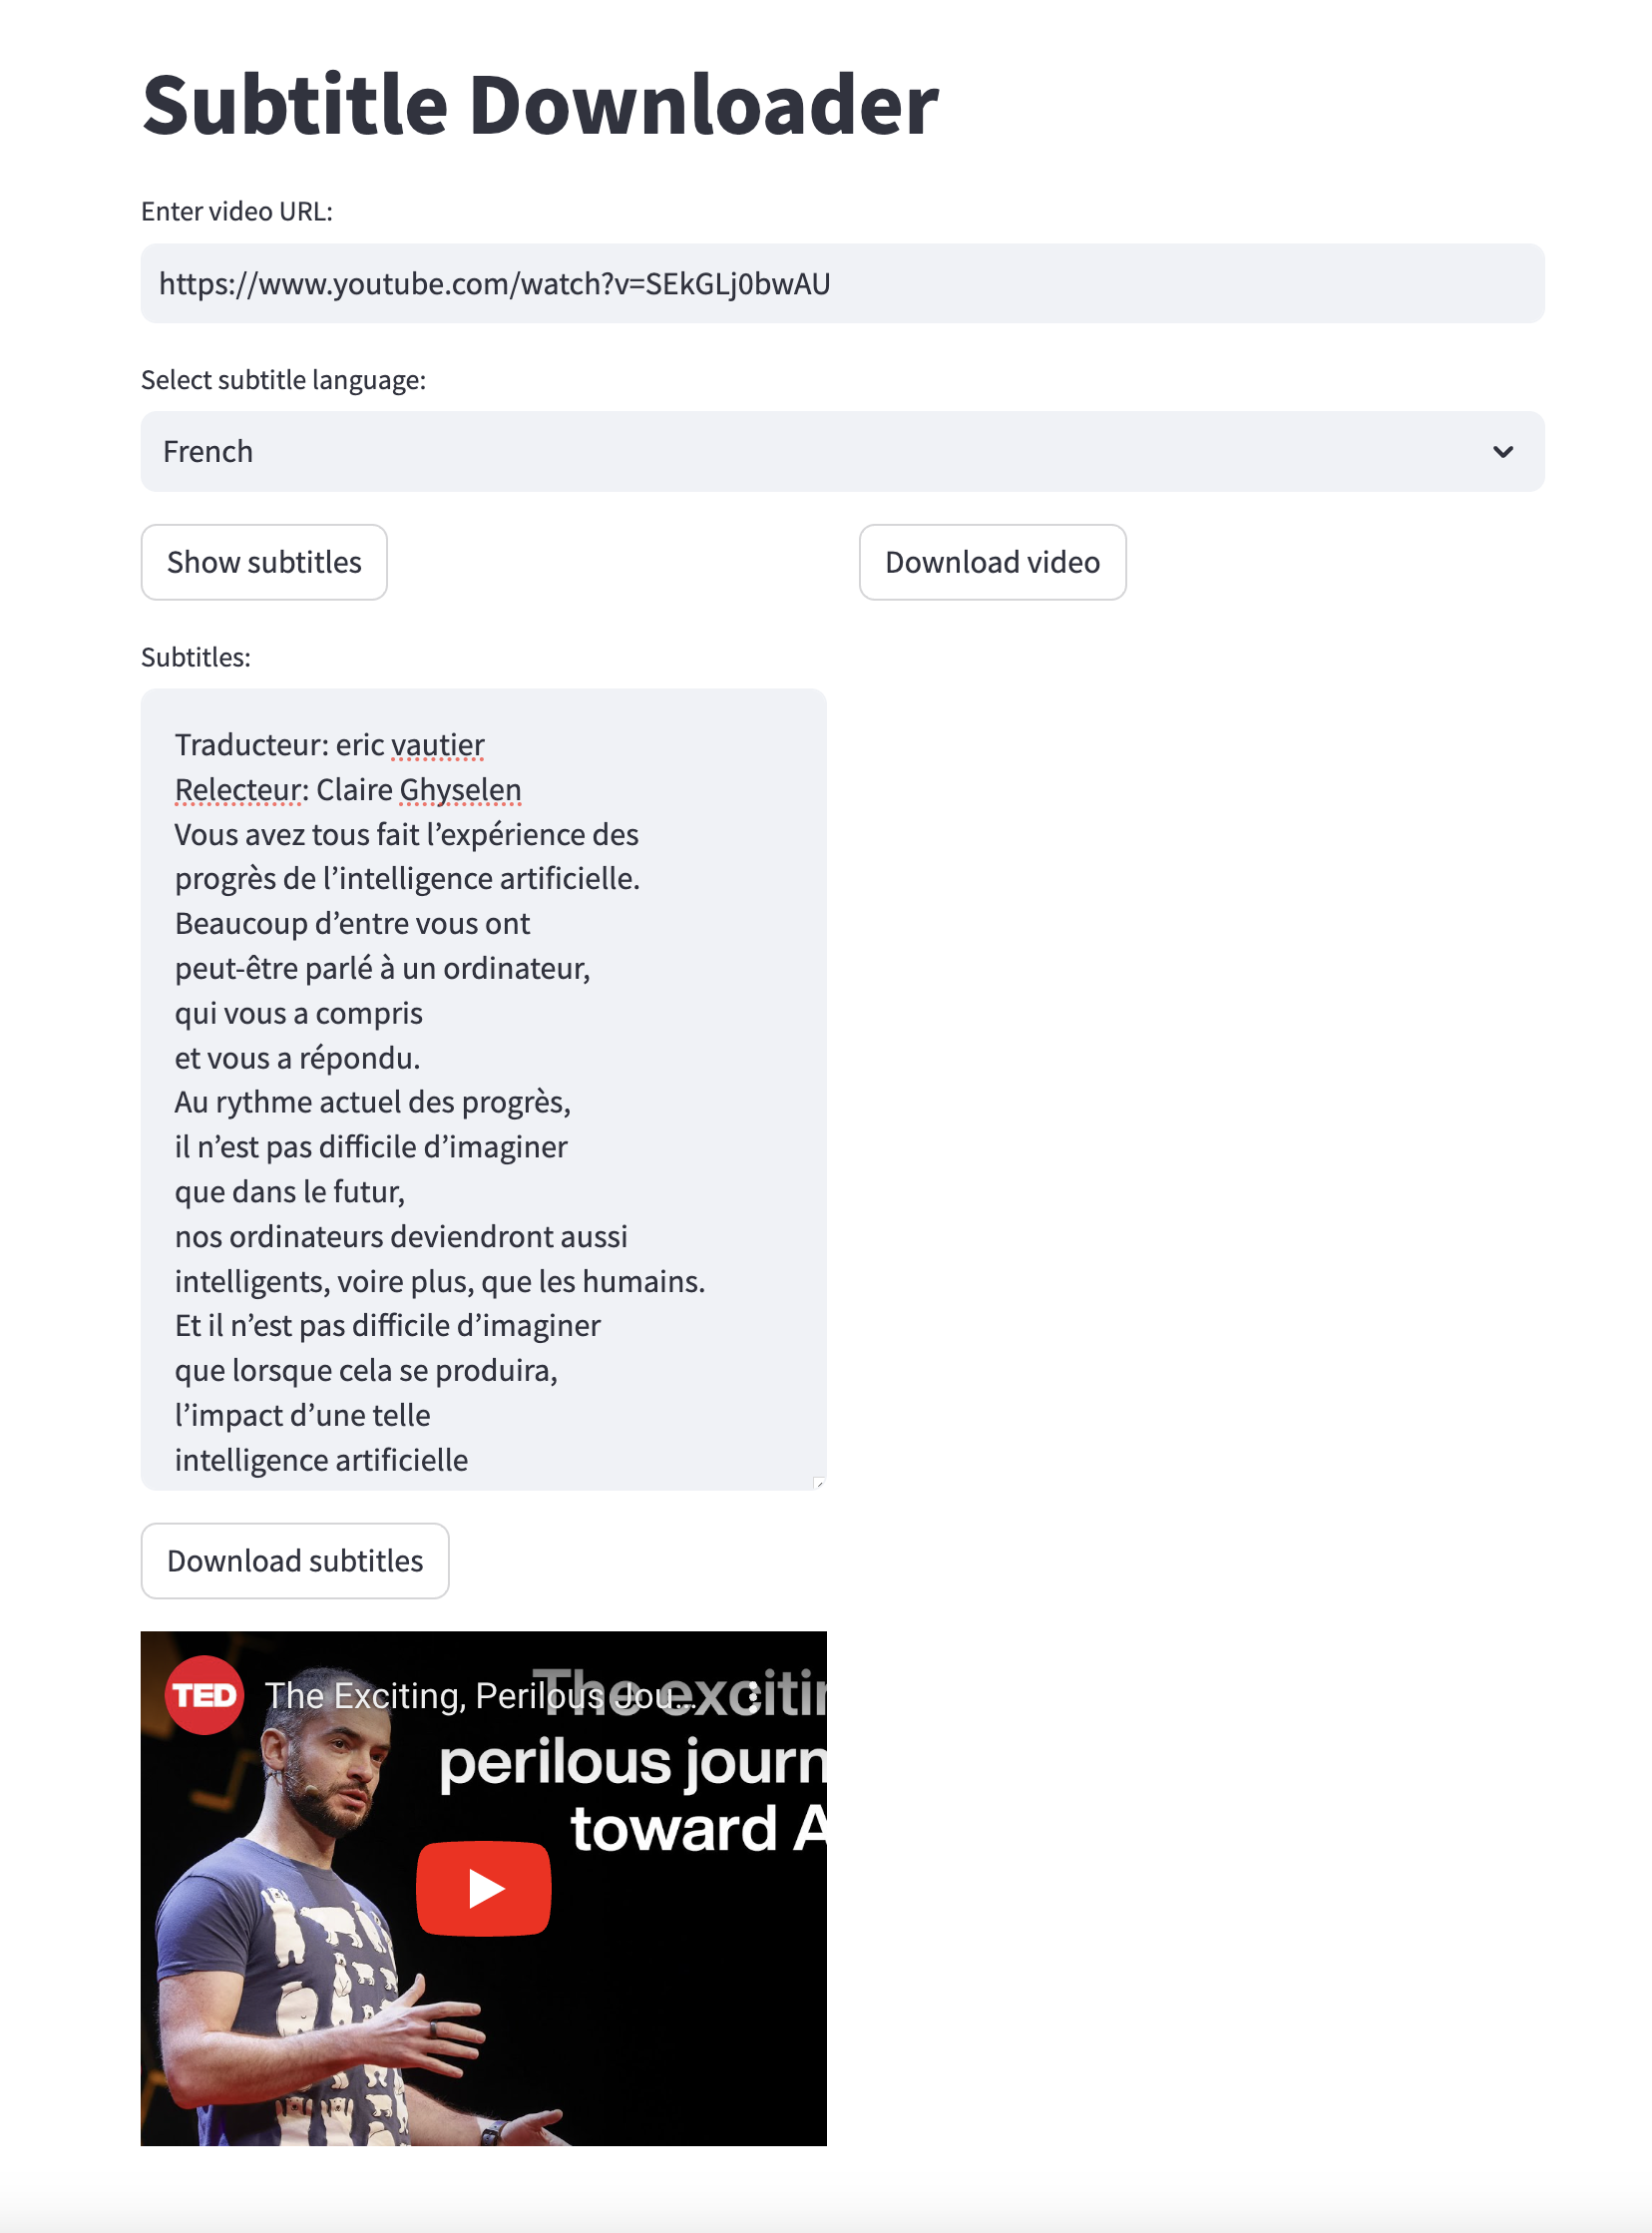 Subtitle Downloader
Enter video URL:
https://www.youtube.com/watch?v=SEkGLj0bwAU
Select subtitle language:
French
Show subtitles
Download video
Subtitles:
Traducteur: eric vautier
Relecteur: Claire Ghyselen
Vous avez tous fait l’expérience des
progrès de l’intelligence artificielle.
Beaucoup d’entre vous ont
peut-être parlé à un ordinateur,
qui vous a compris
et vous a répondu.
Au rythme actuel des progrès,
il n’est pas difficile d’imaginer
que dans le futur,
nos ordinateurs deviendront aussi
intelligents, voire plus, que les humains.
Et il n’est pas difficile d’imaginer
que lorsque cela se produira,
l’impact d’une telle
intelligence artificielle
Download subtitles
TED The Exciting, Perilous Jou...
The excitin
perilous journ
toward A